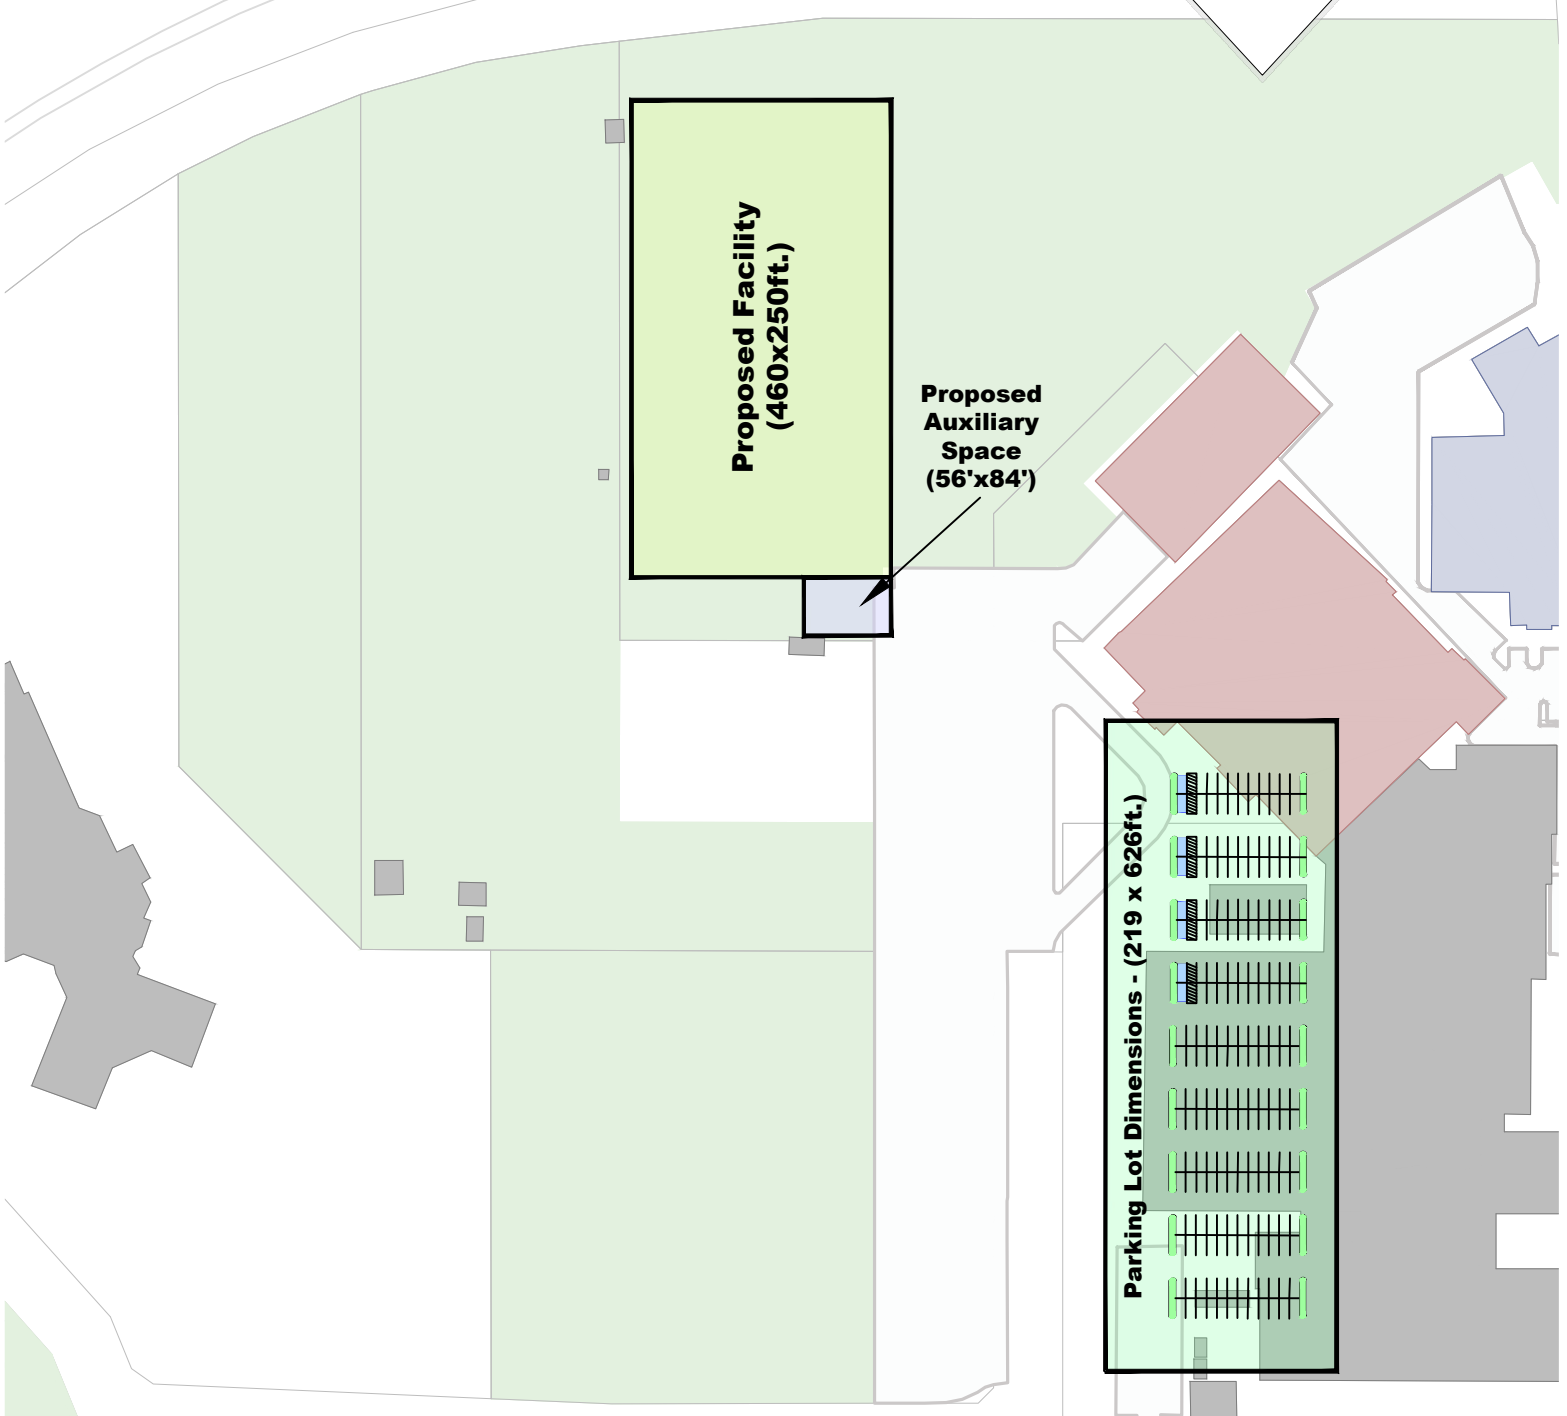 Proposed Facility
(460x250ft.)
Proposed
Auxiliary
Space
(56'x84')
Parking Lot Dimensions - (219 x 626ft.)